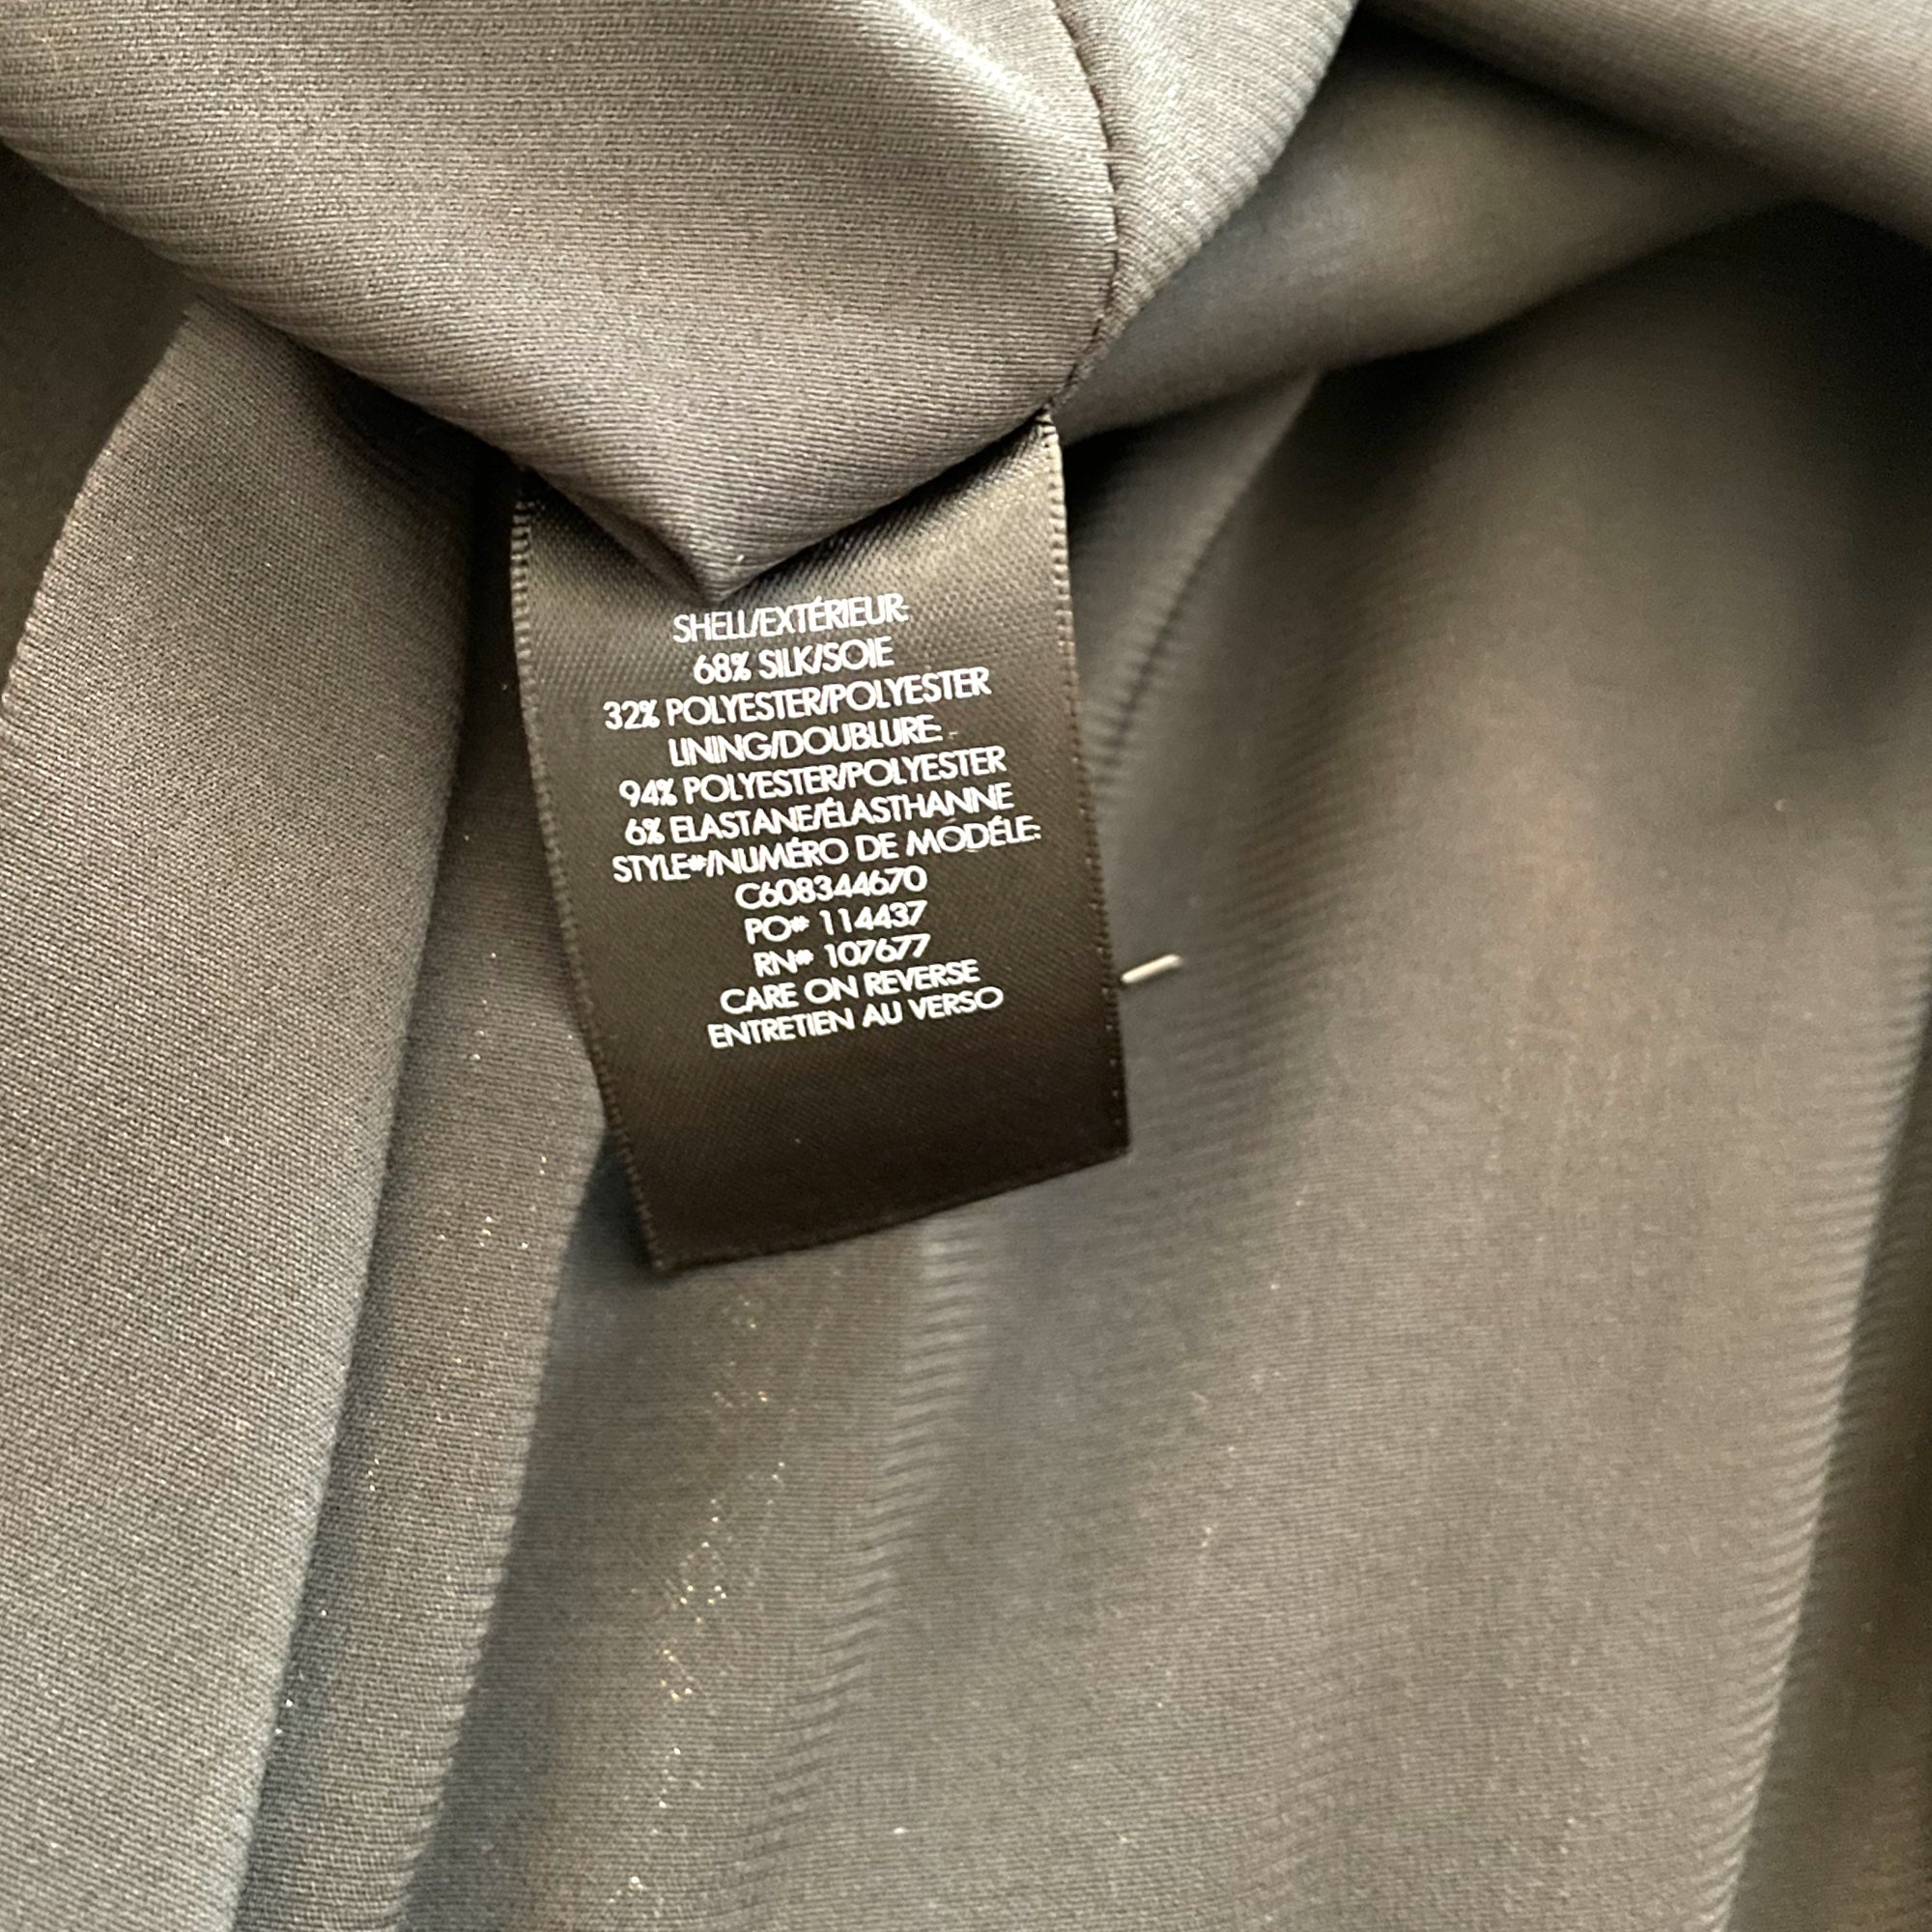 SHELL/EXTÉRIEUR:
68% SILK/SOIE
32% POLYESTER/POLYESTER
LINING/DOUBLURE:
94% POLYESTER/POLYESTER
6% ELASTANE/ÉLASTHANNE
STYLE#/NUMÉRO DE MODÉLE:
C608344670
PO# 114437
RN# 107677
CARE ON REVERSE
ENTRETIEN AU VERSO